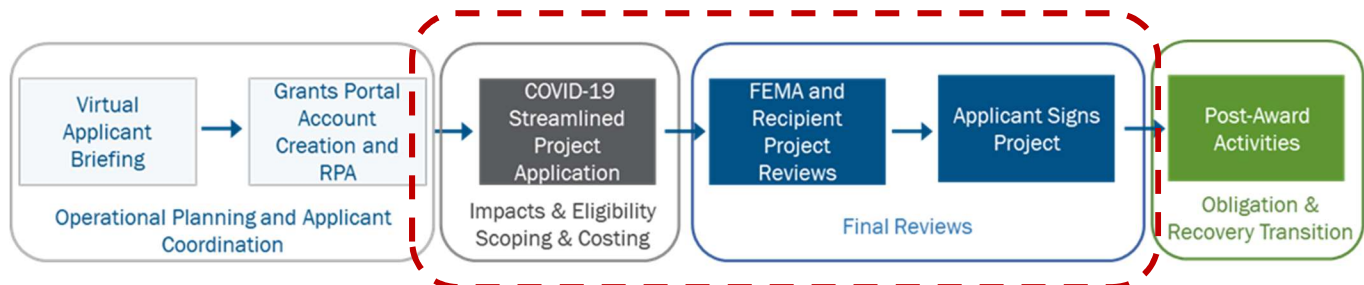 Virtual
Applicant
Briefing
Grants Portal
Account
Creation and
RPA
Operational Planning and Applicant
Coordination
COVID-19
Streamlined
Project
Application
Impacts & Eligibility
Scoping & Costing
FEMA and
Recipient
Project
Reviews
Applicant Signs
Project
Final Reviews
Post-Award
Activities
Obligation &
Recovery Transition